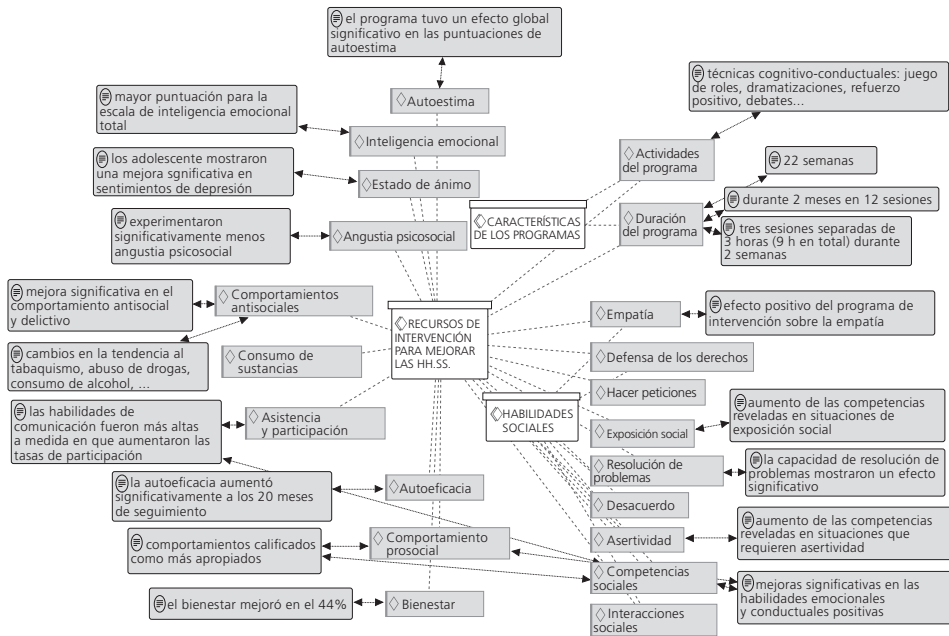 el programa tuvo un efecto global
significativo en las puntuaciones de
autoestima
Autoestima
mayor puntuación para la
escala de inteligencia emocional
total
Inteligencia emocional
los adolescente mostraron
una mejora sgnificativa en
sentimientos de depresión
Estado de ánimo
experimentaron
significativamente menos
angustia psicosocial
Angustia psicosocial
técnicas cognitivo-conductuales: juego
de roles, dramatizaciones, refuerzo
positivo, debates...
Actividades
del programa
22 semanas
CARACTERÍSTICAS
DE LOS PROGRAMAS
Duración
del programa
durante 2 meses en 12 sesiones
tres sesiones separadas de
3 horas (9 h en total) durante
2 semanas
mejora significativa en el
comportamiento antisocial
y delictivo
Comportamientos
antisociales
cambios en la tendencia al
tabaquismo, abuso de drogas,
consumo de alcohol, ...
Consumo de
sustancias
RECURSOS DE
INTERVENCIÓN
PARA MEJORAR
LAS HH.SS.
Empatía
efecto positivo del programa de
intervención sobre la empatía
Defensa de los derechos
Hacer peticiones
HABILIDADES
SOCIALES
Exposición social
aumento de las competencias
reveladas en situaciones de
exposición social
las habilidades de
comunicación fueron más altas
a medida en que aumentaron las
tasas de participación
Asistencia
y participación
Resolución de
problemas
la capacidad de resolución de
problemas mostraron un efecto
significativo
la autoeficacia aumentó
significativamente a los 20 meses
de seguimiento
Autoeficacia
Desacuerdo
Asertividad
aumento de las competencias
reveladas en situaciones que
requieren asertividad
comportamientos calificados
como más apropiados
Comportamiento
prosocial
Competencias
sociales
mejoras significativas en las
habilidades emocionales
y conductuales positivas
el bienestar mejoró en el 44%
Bienestar
Interacciones
sociales